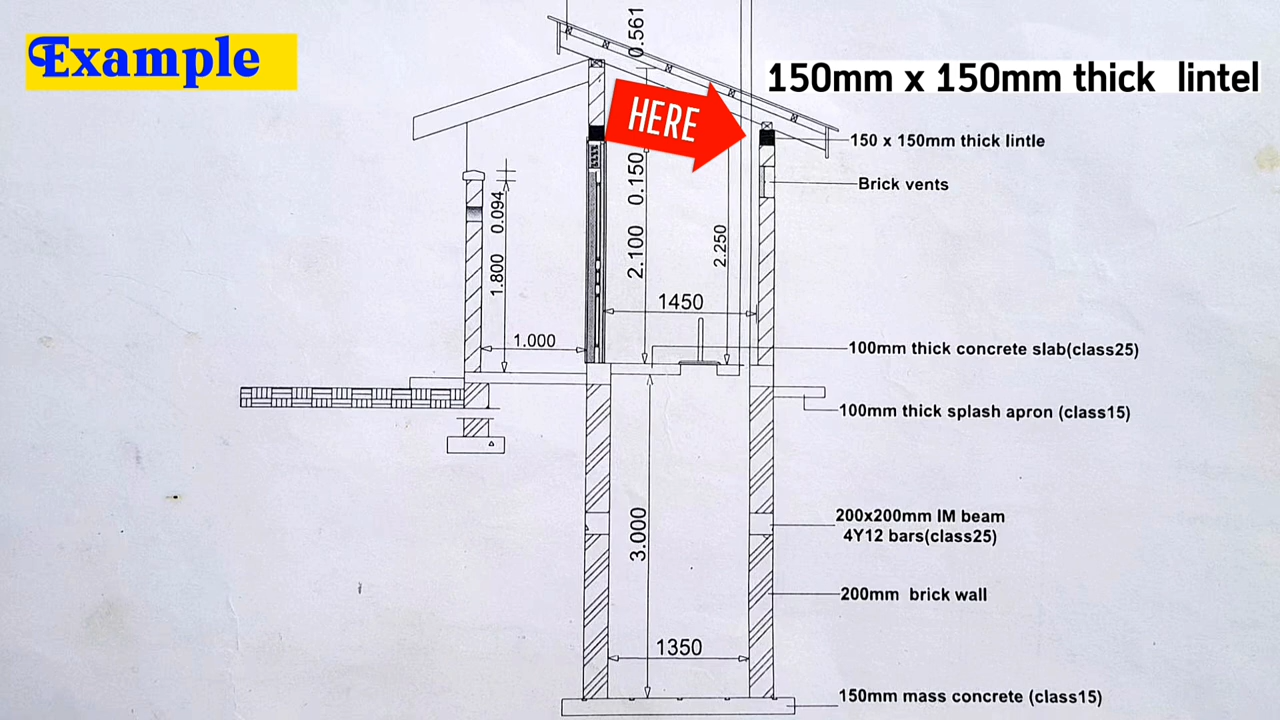 Example
HERE
150mm x 150mm thick lintel
0.561
150 x 150mm thick lintle
Brick vents
0.094
1.800
0.150
2.100
2.250
1450
1.000
100mm thick concrete slab(class25)
100mm thick splash apron (class15)
200x200mm IM beam
4Y12 bars(class25)
3.000
200mm brick wall
1350
150mm mass concrete (class15)